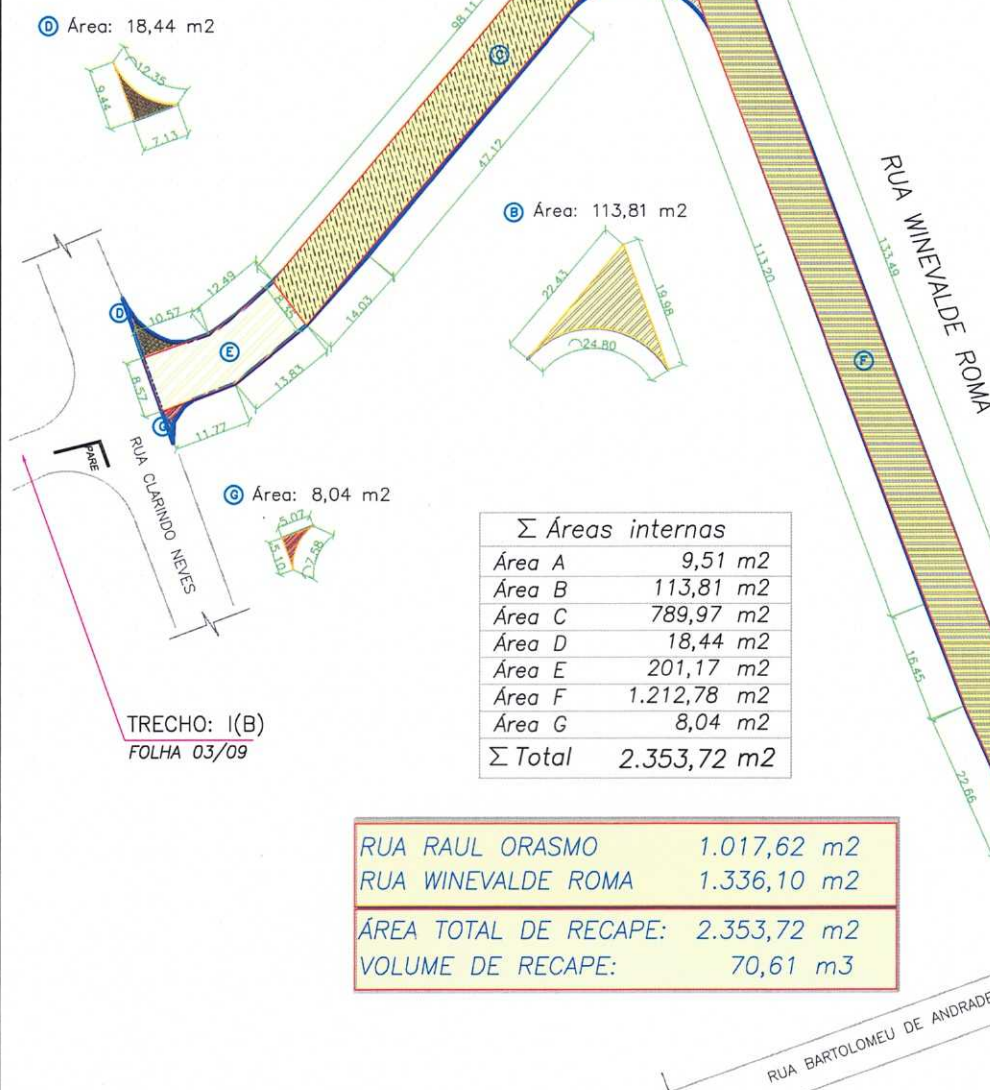 D Área: 18,44 m2
12.35
9.44
7.13
98.11
C
47.12
B Área: 113,81 m2
22.43
19.98
24.80
RUA WINEVALDE ROMA
133.49
113.20
F
D
10.57
12.49
8.35
14.03
E
8.57
13.83
G
11.77
PARE
RUA CLARINDO NEVES
G Área: 8,04 m2
5.07
5.10
7.58
Σ Áreas internas
Área A 9,51 m2
Área B 113,81 m2
Área C 789,97 m2
Área D 18,44 m2
Área E 201,17 m2
Área F 1.212,78 m2
Área G 8,04 m2
Σ Total 2.353,72 m2
16.45
22.66
TRECHO: I(B)
FOLHA 03/09
RUA RAUL ORASMO 1.017,62 m2
RUA WINEVALDE ROMA 1.336,10 m2
ÁREA TOTAL DE RECAPE: 2.353,72 m2
VOLUME DE RECAPE: 70,61 m3
RUA BARTOLOMEU DE ANDRADE